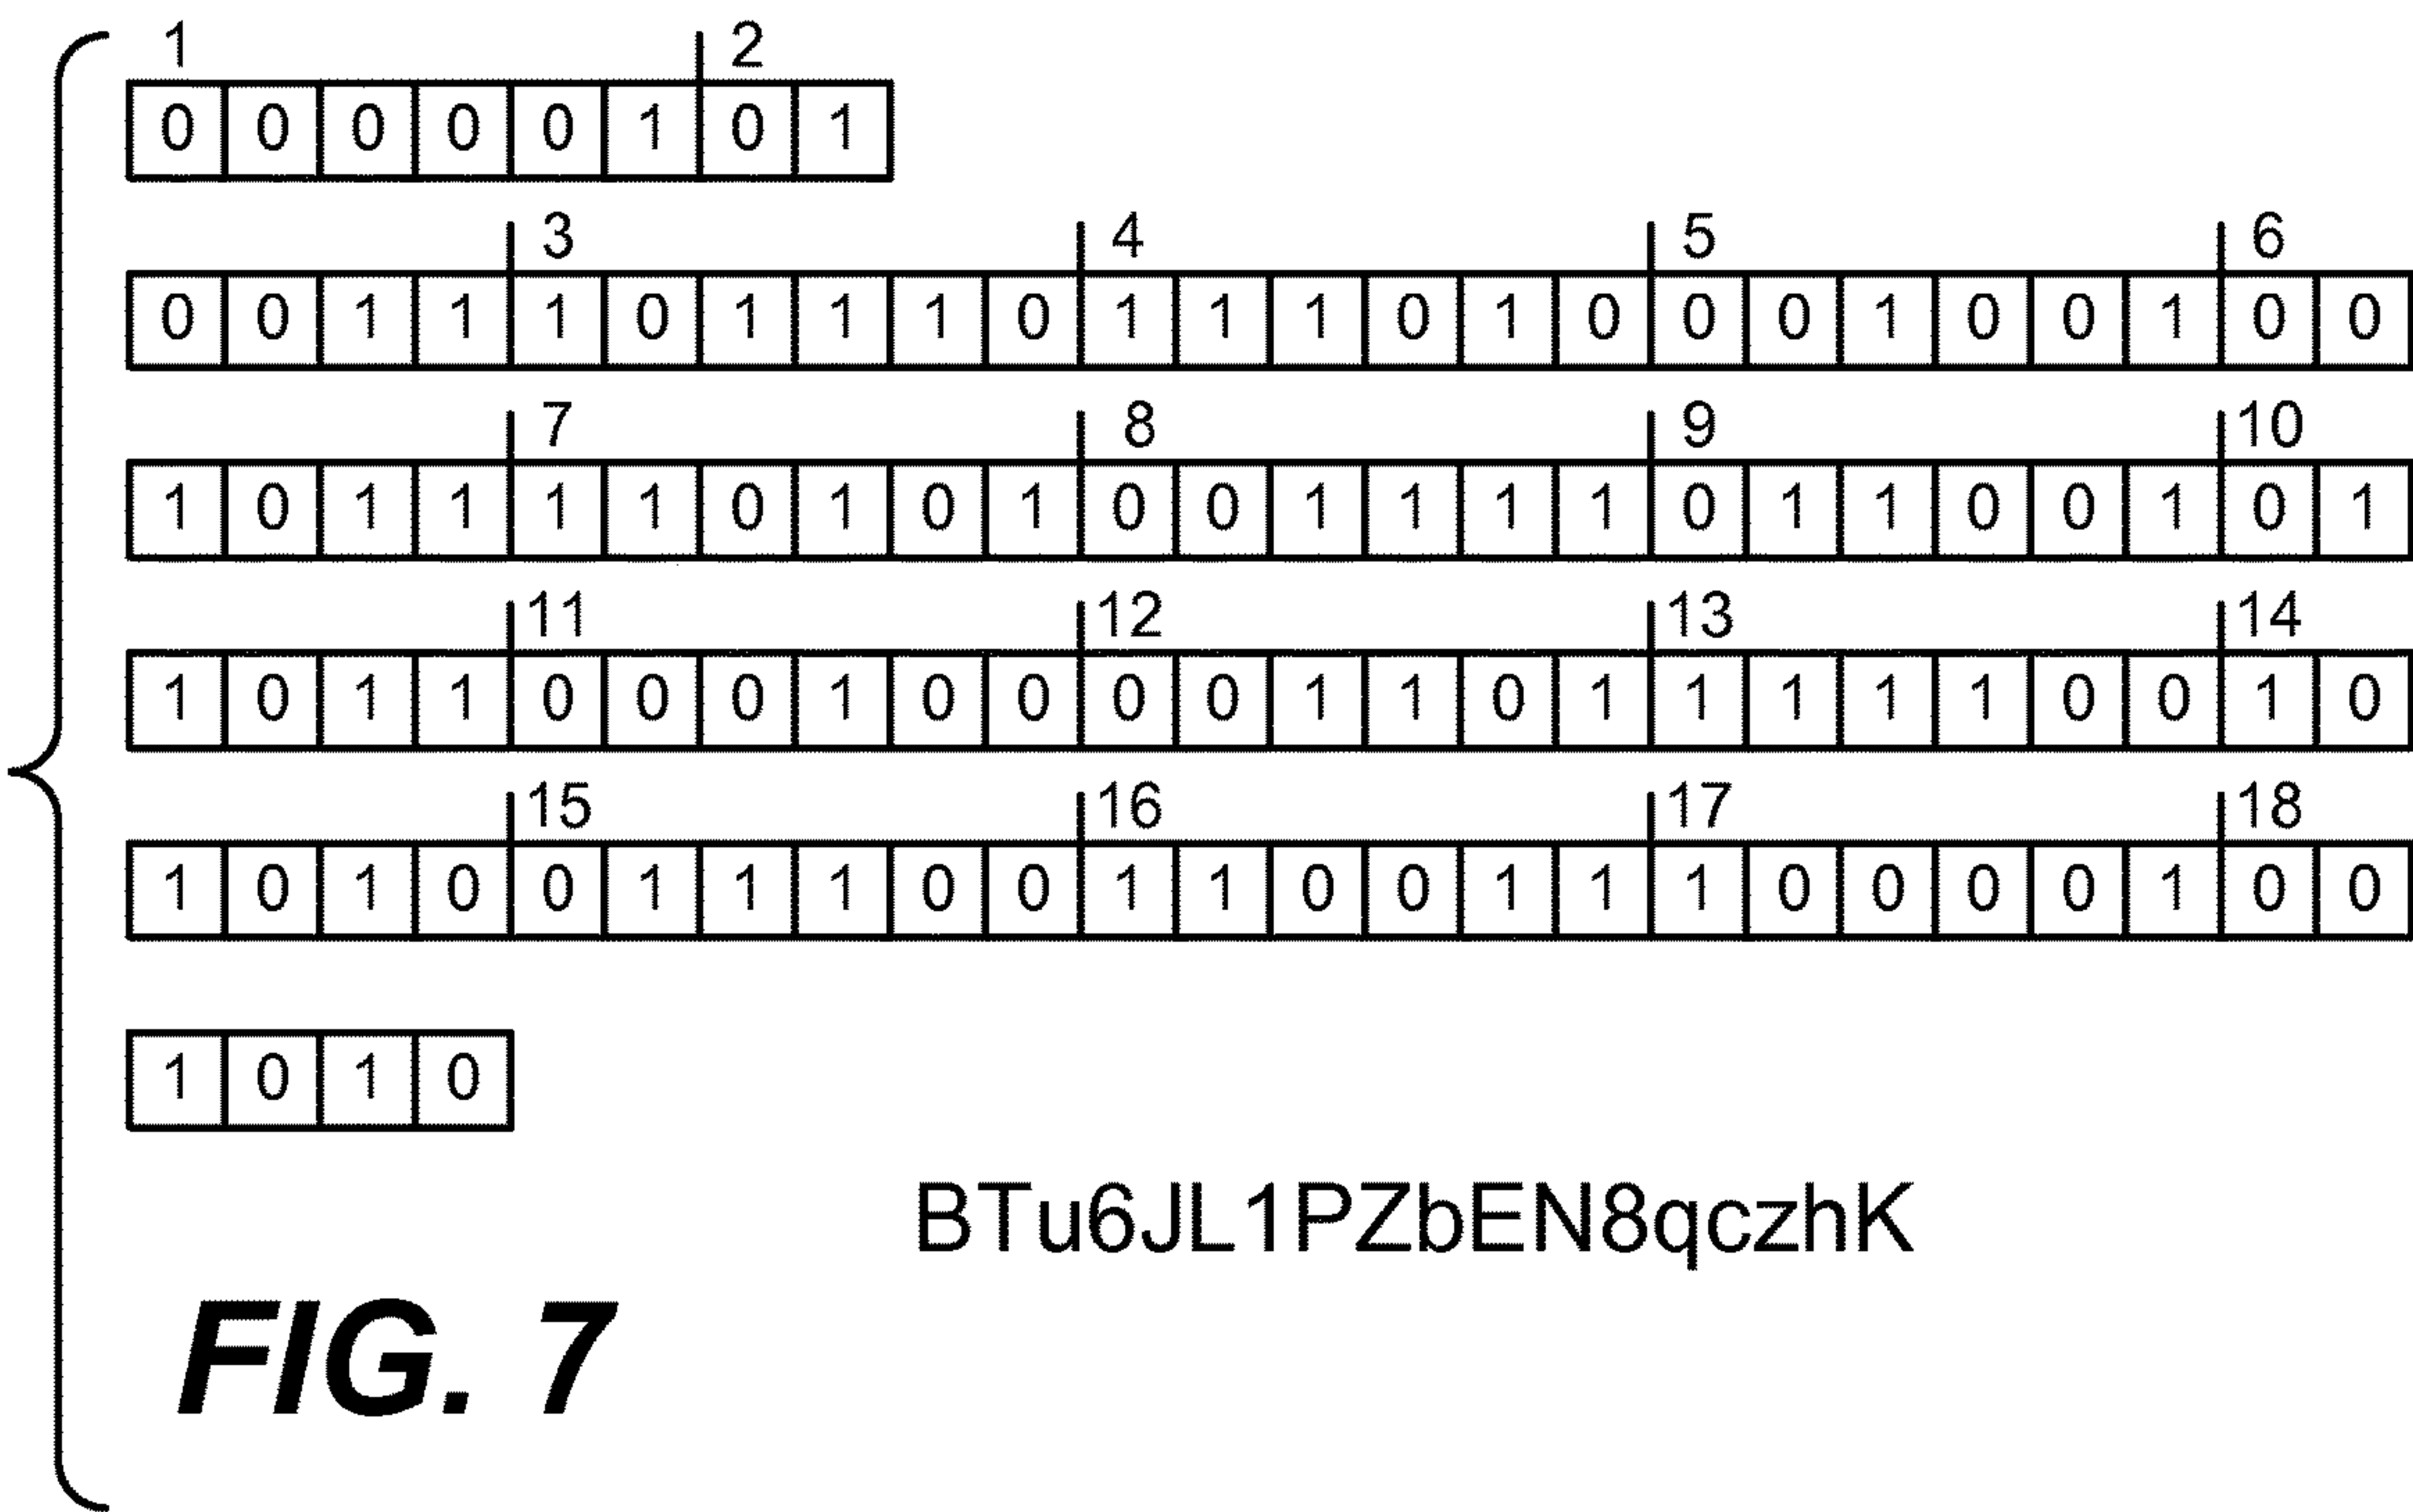 1 2
0 0 0 0 0 1 0 1
3 4 5 6
0 0 1 1 1 0 1 1 1 0 1 1 1 0 1 0 0 0 1 0 0 1 0 0
7 8 9 10
1 0 1 1 1 1 0 1 0 1 0 0 1 1 1 1 0 1 1 0 0 1 0 1
11 12 13 14
1 0 1 1 0 0 0 1 0 0 0 0 1 1 0 1 1 1 1 1 0 0 1 0 
15 16 17 18
1 0 1 0 0 1 1 1 0 0 1 1 0 0 1 1 1 0 0 0 0 1 0 0
1 0 1 0
BTu6JL1PZbEN8qczhK
FIG. 7